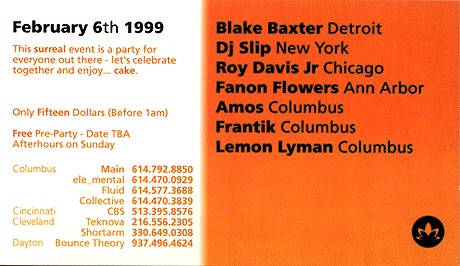 February 6th 1999
This surreal event is a party for
everyone out there - let's celebrate
together and enjoy... cake.
Only Fifteen Dollars (Before 1am)
Free Pre-Party - Date TBA
Afterhours on Sunday
Columbus Main 614.792.8850
ele_mental 614.470.0929
Fluid 614.577.3688
Collective 614.470.3839
Cincinnati CBS 513.395.8576
Cleveland Teknova 216.556.2305
Shortarm 330.649.0308
Dayton Bounce Theory 937.496.4624
Blake Baxter Detroit
Dj Slip New York
Roy Davis Jr Chicago
Fanon Flowers Ann Arbor
Amos Columbus
Frantik Columbus
Lemon Lyman Columbus